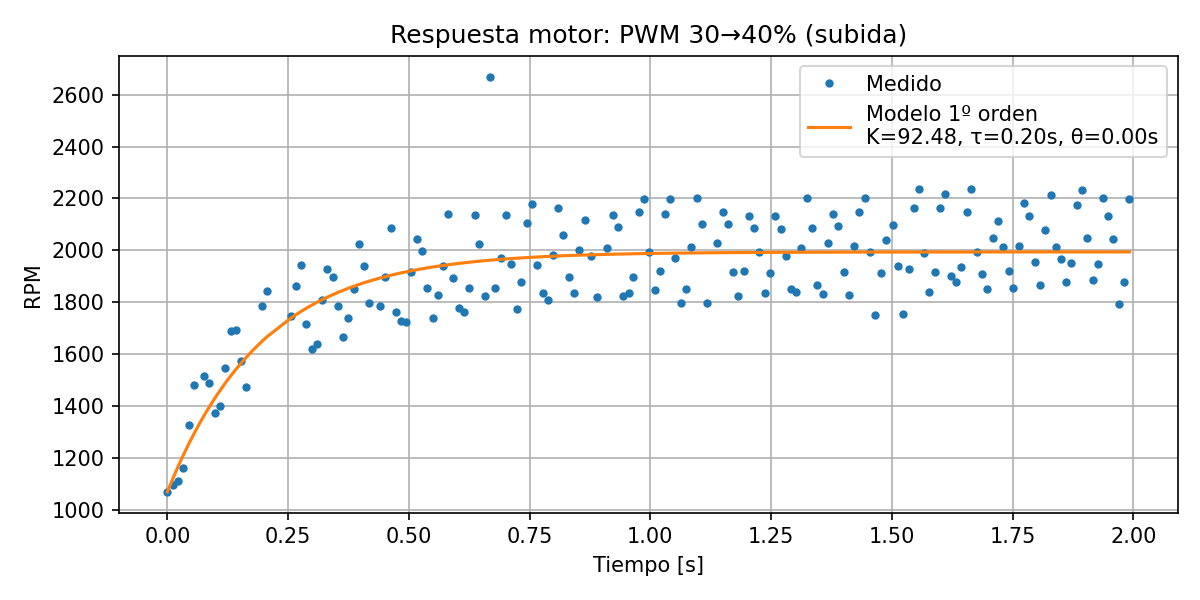 Respuesta motor: PWM 30→40% (subida)
Medido
Modelo 1º orden
K=92.48, τ=0.20s, θ=0.00s
RPM
2600
2400
2200
2000
1800
1600
1400
1200
1000
0.00 0.25 0.50 0.75 1.00 1.25 1.50 1.75 2.00
Tiempo [s]